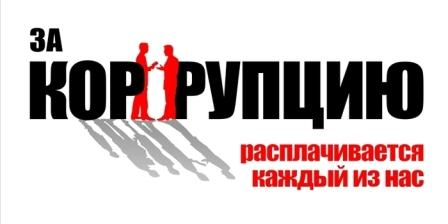 ЗА
КОРРУПЦИЮ
расплачивается
каждый из нас